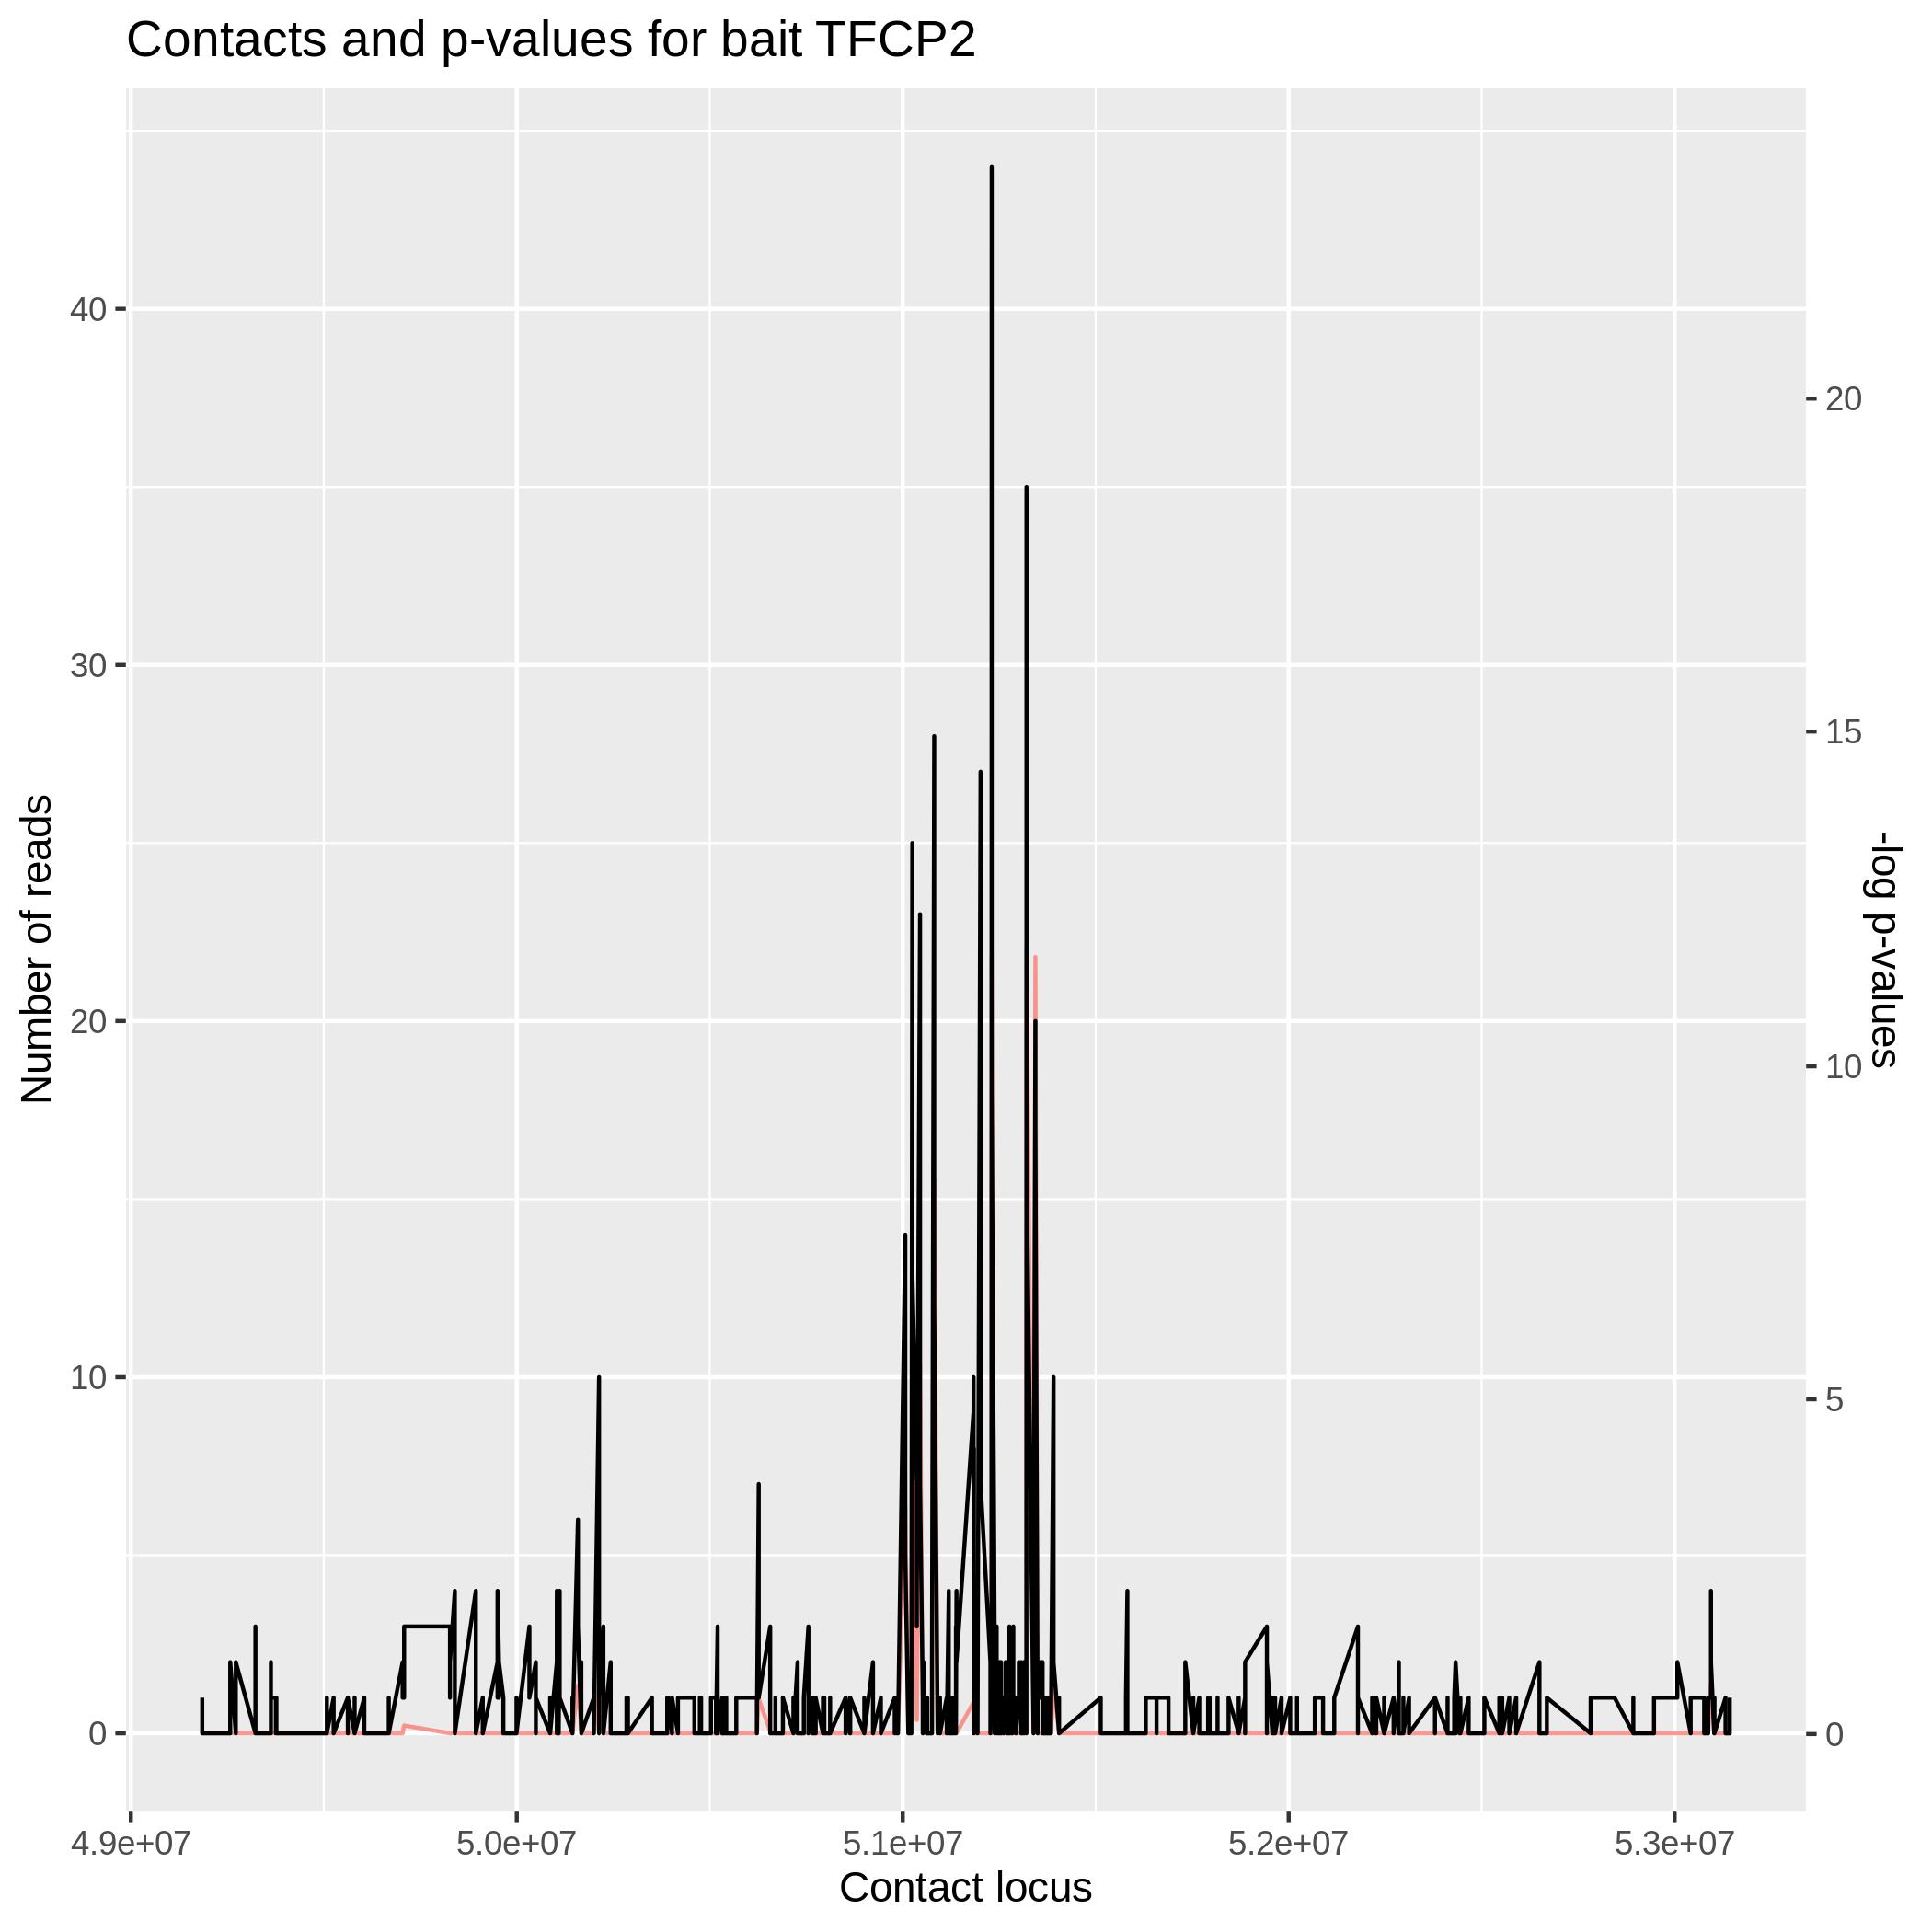 Contacts and p-values for bait TFCP2
Number of reads
40
30
20
10
0
20
15
10
5
0
-log p-values
4.9e+07 5.0e+07 5.1e+07 5.2e+07 5.3e+07
Contact locus